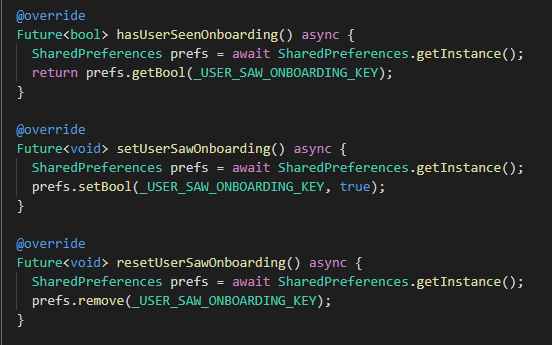 @override
Future<bool> hasUserSeenOnboarding() async {
  SharedPreferences prefs = await SharedPreferences.getInstance();
  return prefs.getBool(_USER_SAW_ONBOARDING_KEY);
}

@override
Future<void> setUserSawOnboarding() async {
  SharedPreferences prefs = await SharedPreferences.getInstance();
  prefs.setBool(_USER_SAW_ONBOARDING_KEY, true);
}

@override
Future<void> resetUserSawOnboarding() async {
  SharedPreferences prefs = await SharedPreferences.getInstance();
  prefs.remove(_USER_SAW_ONBOARDING_KEY);
}